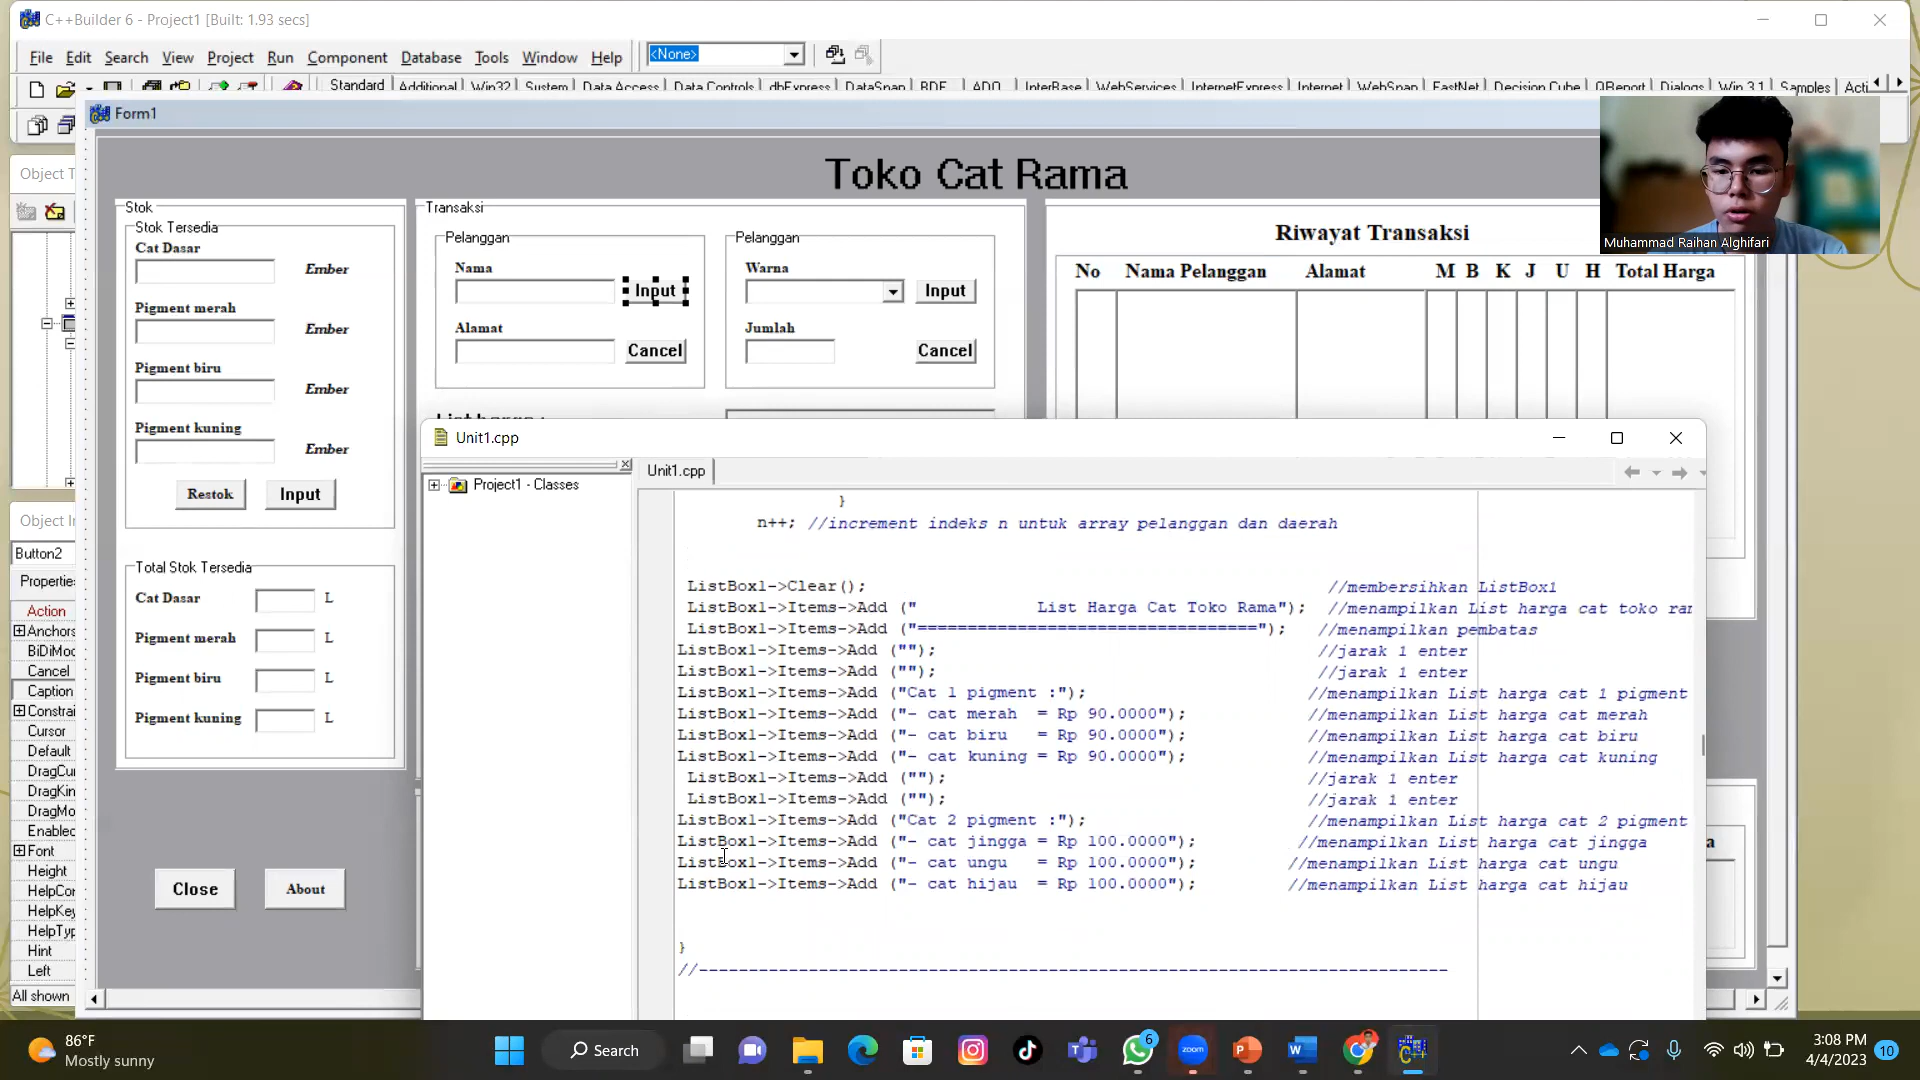 C++Builder 6 - Project1 [Built: 1.93 secs]
File Edit Search View Project Run Component Database Tools Window Help
<None>
Standard Additional Win32 System Data Access Data Controls dbExpress DataSnap BDE ADO InterBase WebServices InternetExpress Internet WebSnap FastNet Decision Cube QReport Dialogs Win 3.1 Samples Acti
Form1
Object T
Toko Cat Rama
Muhammad Raihan Alghifari
Stok
Stok Tersedia
Cat Dasar
Ember
Pigment merah
Ember
Pigment biru
Ember
Pigment kuning
Ember
Restok Input
Total Stok Tersedia
Cat Dasar L
Pigment merah L
Pigment biru L
Pigment kuning L
Close About
Transaksi
Pelanggan
Nama
Input
Alamat
Cancel
Pelanggan
Warna
Input
Jumlah
Cancel
Riwayat Transaksi
No Nama Pelanggan Alamat M B K J U H Total Harga
Object In
Button2
Propertie
Action
Anchors
BiDiMod
Cancel
Caption
Constrai
Cursor
Default
DragCur
DragKin
DragMo
Enabled
Font
Height
HelpCor
HelpKey
HelpTyp
Hint
Left
All shown
Unit1.cpp
Project1 - Classes
Unit1.cpp
}
n++; //increment indeks n untuk array pelanggan dan daerah
ListBox1->Clear(); //membersihkan ListBox1
ListBox1->Items->Add (" List Harga Cat Toko Rama"); //menampilkan List harga cat toko ram
ListBox1->Items->Add ("=================================="); //menampilkan pembatas
ListBox1->Items->Add (""); //jarak 1 enter
ListBox1->Items->Add (""); //jarak 1 enter
ListBox1->Items->Add ("Cat 1 pigment :"); //menampilkan List harga cat 1 pigment
ListBox1->Items->Add ("- cat merah = Rp 90.0000"); //menampilkan List harga cat merah
ListBox1->Items->Add ("- cat biru = Rp 90.0000"); //menampilkan List harga cat biru
ListBox1->Items->Add ("- cat kuning = Rp 90.0000"); //menampilkan List harga cat kuning
ListBox1->Items->Add (""); //jarak 1 enter
ListBox1->Items->Add (""); //jarak 1 enter
ListBox1->Items->Add ("Cat 2 pigment :"); //menampilkan List harga cat 2 pigment
ListBox1->Items->Add ("- cat jingga = Rp 100.0000"); //menampilkan List harga cat jingga
ListBox1->Items->Add ("- cat ungu = Rp 100.0000"); //menampilkan List harga cat ungu
ListBox1->Items->Add ("- cat hijau = Rp 100.0000"); //menampilkan List harga cat hijau
}
//---------------------------------------------------------------------------
a
86°F
Mostly sunny
Search
6
zoom
3:08 PM
4/4/2023
10